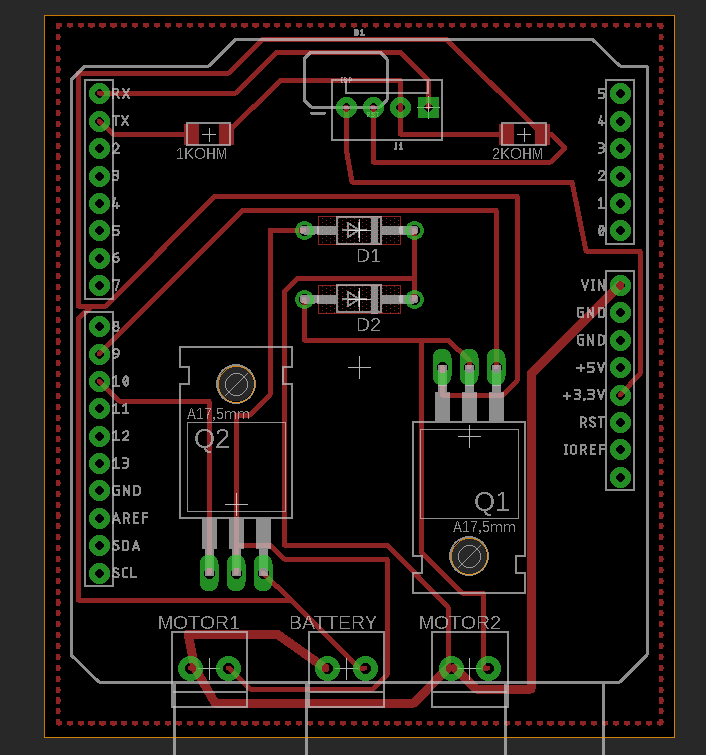 D1
RX
TX
2
3
4
5
6
7
1KOHM
J1
2KOHM
5
4
3
2
1
0
D1
D2
VIN
GND
GND
+5V
+3.3V
RST
IOREF
8
9
10
11
12
13
GND
AREF
SDA
SCL
A17,5mm
Q2
Q1
A17,5mm
MOTOR1
BATTERY
MOTOR2